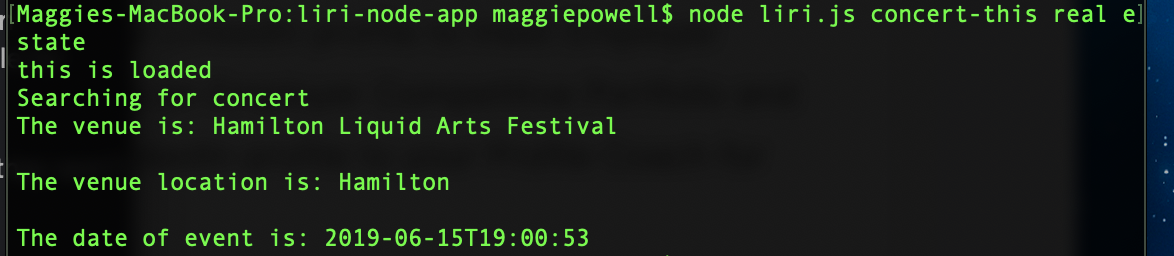 [Maggies-MacBook-Pro:liri-node-app maggiepowell$ node liri.js concert-this real e]
state
this is loaded
Searching for concert
The venue is: Hamilton Liquid Arts Festival
The venue location is: Hamilton
The date of event is: 2019-06-15T19:00:53